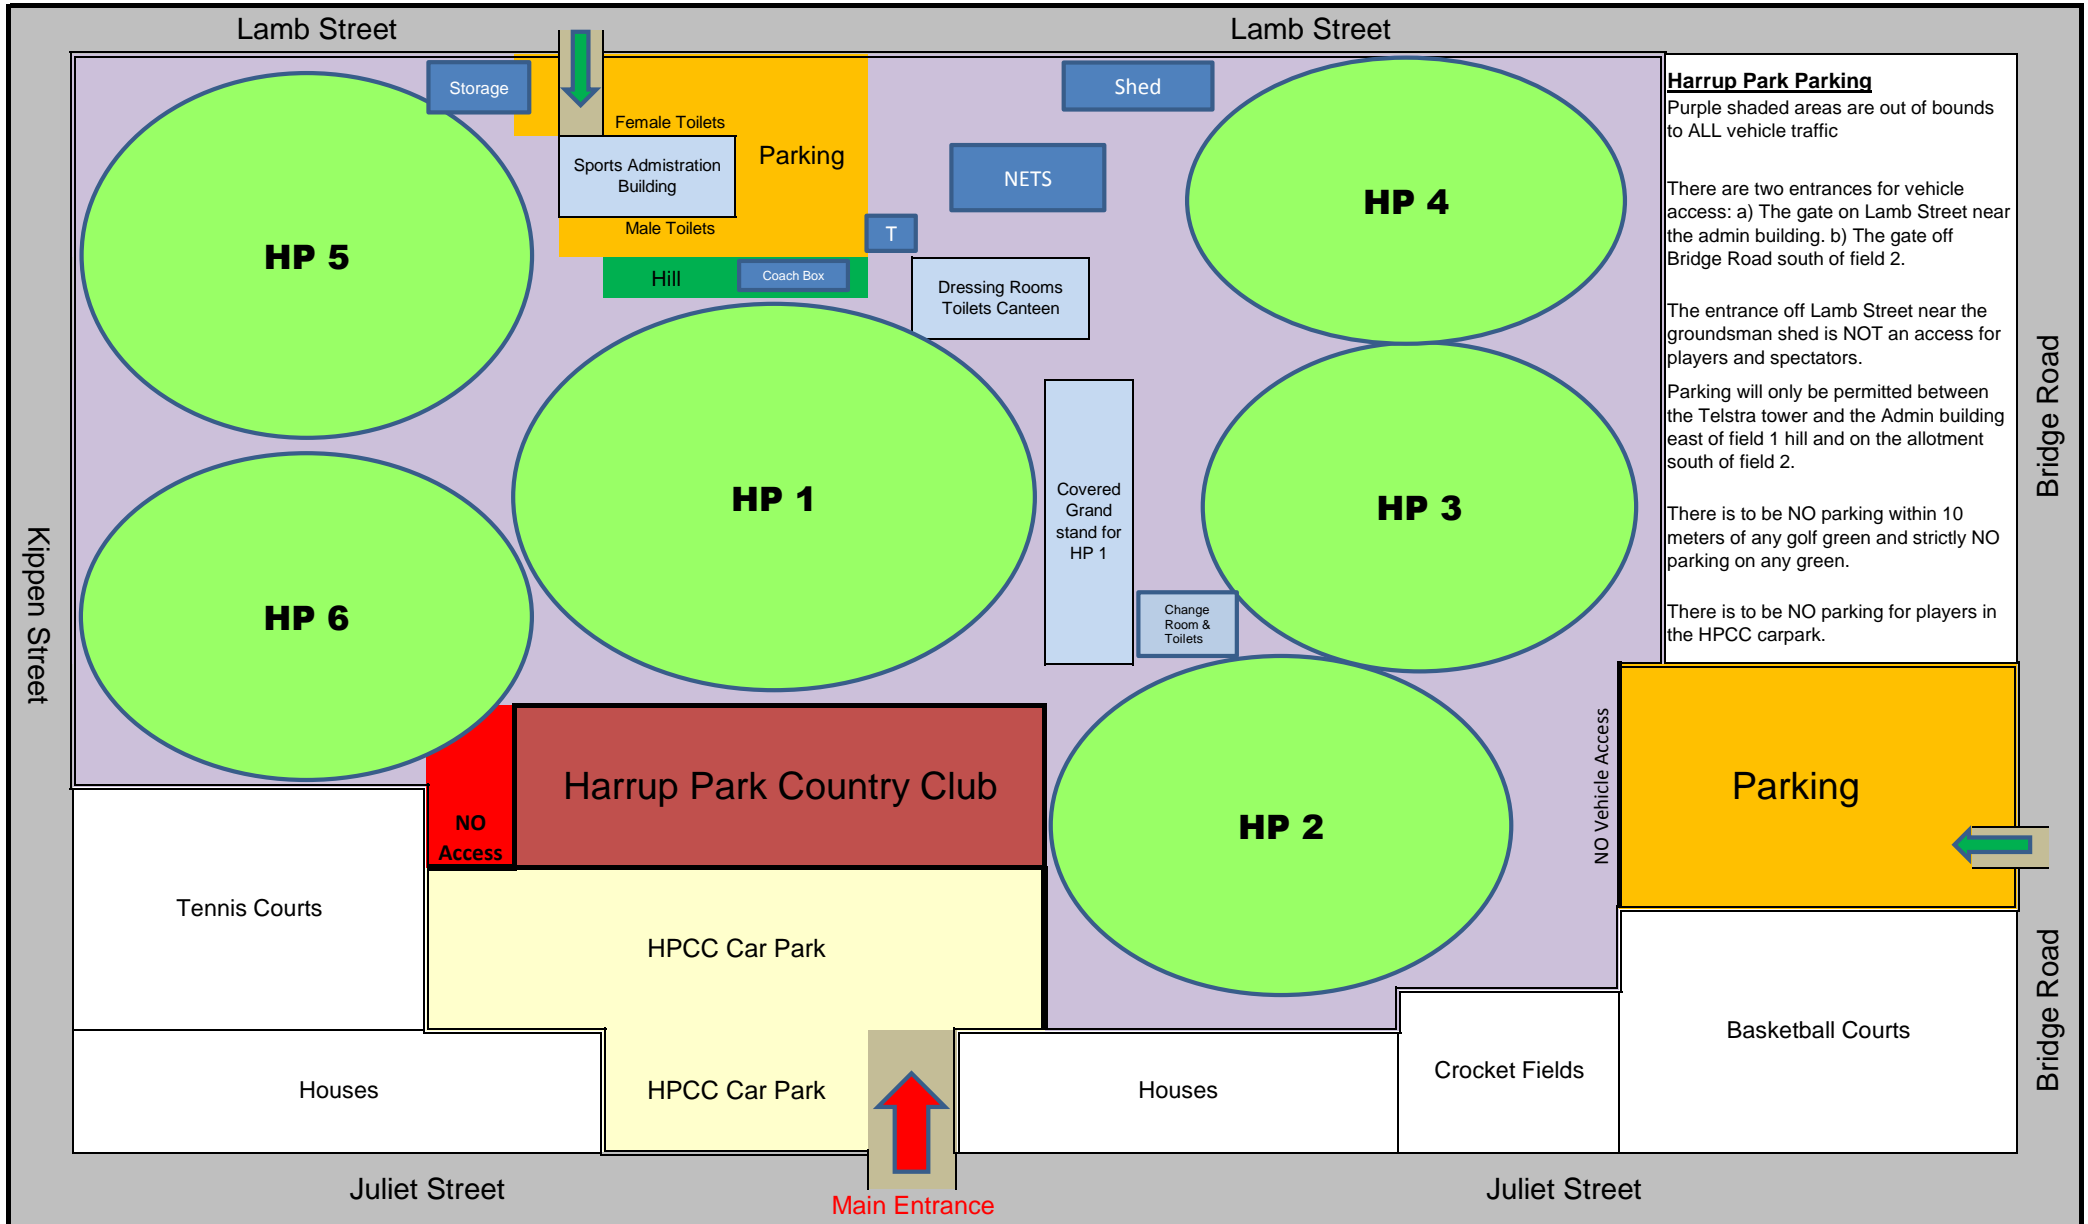 Lamb Street
Lamb Street
Storage
Shed
Female Toilets
Parking
Sports Admistration
Building
Male Toilets
NETS
T
HP 4
HP 5
Hill
Coach Box
Dressing Rooms
Toilets Canteen
Harrup Park Parking
Purple shaded areas are out of bounds
to ALL vehicle traffic
There are two entrances for vehicle
access: a) The gate on Lamb Street near
the admin building. b) The gate off
Bridge Road south of field 2.
The entrance off Lamb Street near the
groundsman shed is NOT an access for
players and spectators.
Parking will only be permitted between
the Telstra tower and the Admin building
east of field 1 hill and on the allotment
south of field 2.
There is to be NO parking within 10
meters of any golf green and strictly NO
parking on any green.
There is to be NO parking for players in
the HPCC carpark.
Bridge Road
HP 1
Covered
Grand
stand for
HP 1
HP 3
Kippen Street
HP 6
Change
Room &
Toilets
NO Vehicle Access
Parking
Harrup Park Country Club
NO
Access
HP 2
Tennis Courts
HPCC Car Park
Bridge Road
Basketball Courts
Houses
HPCC Car Park
Houses
Crocket Fields
Juliet Street
Main Entrance
Juliet Street